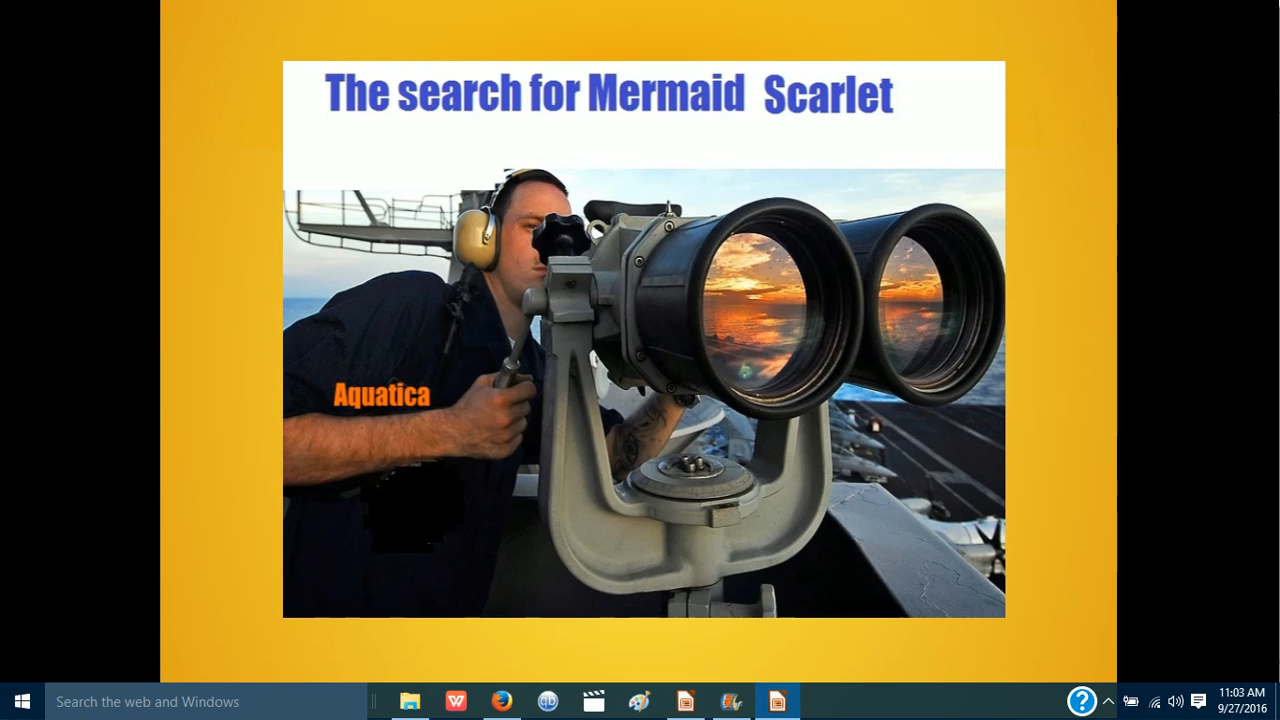 The search for Mermaid Scarlet
Aquatica
Search the web and Windows
11:03 AM
9/27/2016